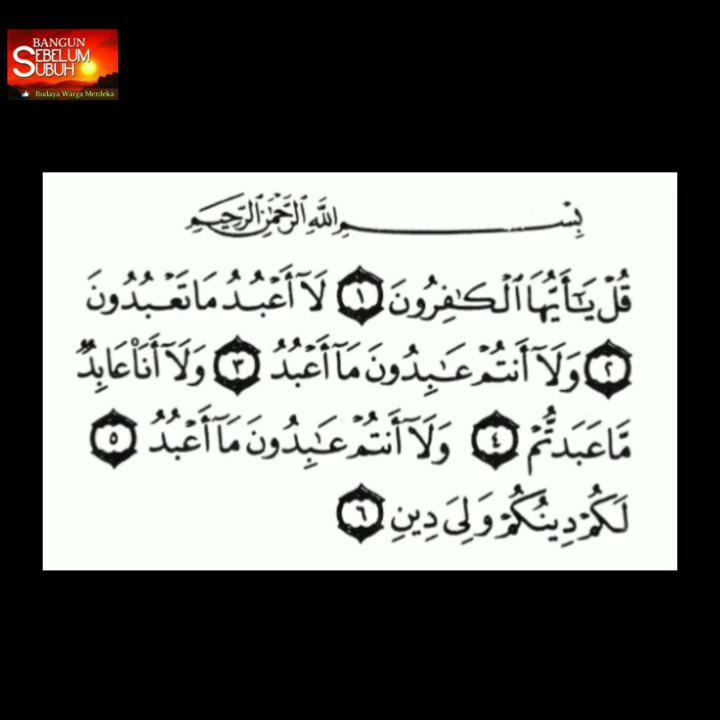 BANGUN
SEBELUM
SUBUH
Budaya Warga Merdeka
بِسْمِ اللَّهِ الرَّحْمَٰنِ الرَّحِيمِ
قُلْ يَـٰٓأَيُّهَا ٱلْكَـٰفِرُونَ ١ لَآ أَعْبُدُ مَا تَعْبُدُونَ
٢ وَلَآ أَنتُمْ عَـٰبِدُونَ مَآ أَعْبُدُ ٣ وَلَآ أَنَا۠ عَابِدٌ
مَّا عَبَدتُّمْ ٤ وَلَآ أَنتُمْ عَـٰبِدُونَ مَآ أَعْبُدُ ٥
لَكُمْ دِينُكُمْ وَلِىَ دِينِ ٦